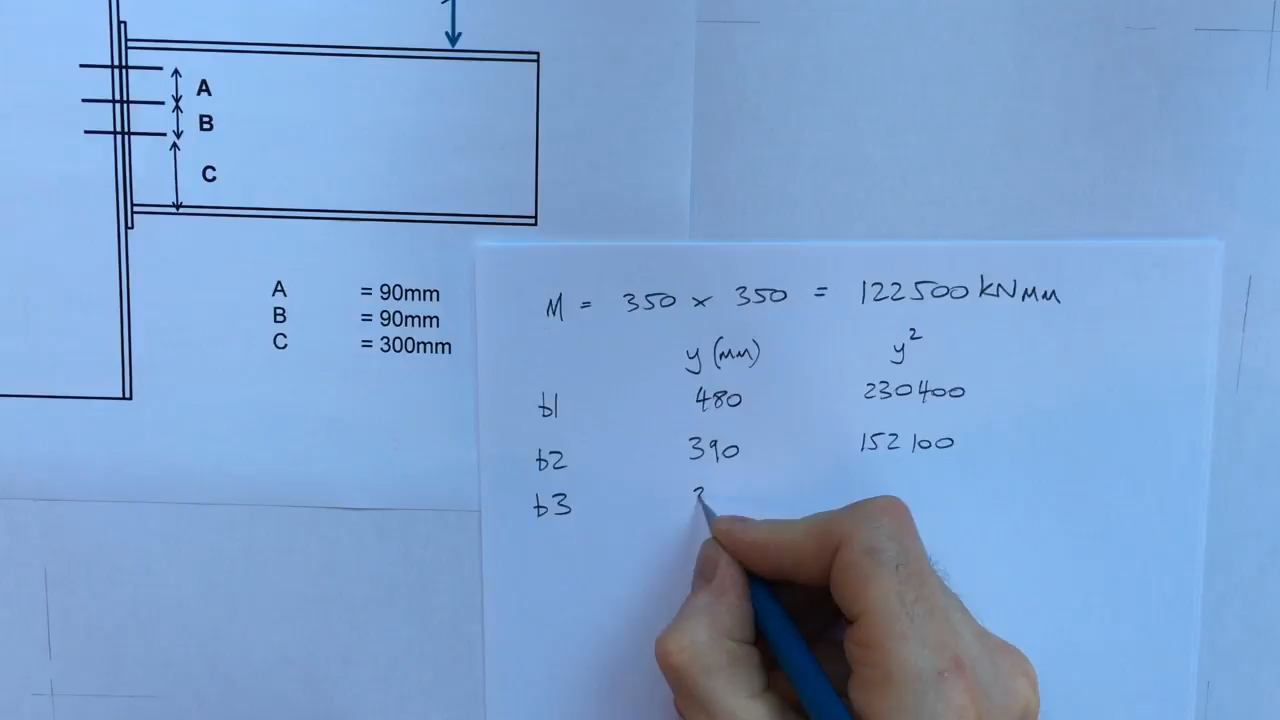 A
B
C
A = 90mm
B = 90mm
C = 300mm
M = 350 × 350 = 122500 kNmm
y (mm) y²
b1 480 230400
b2 390 152100
b3